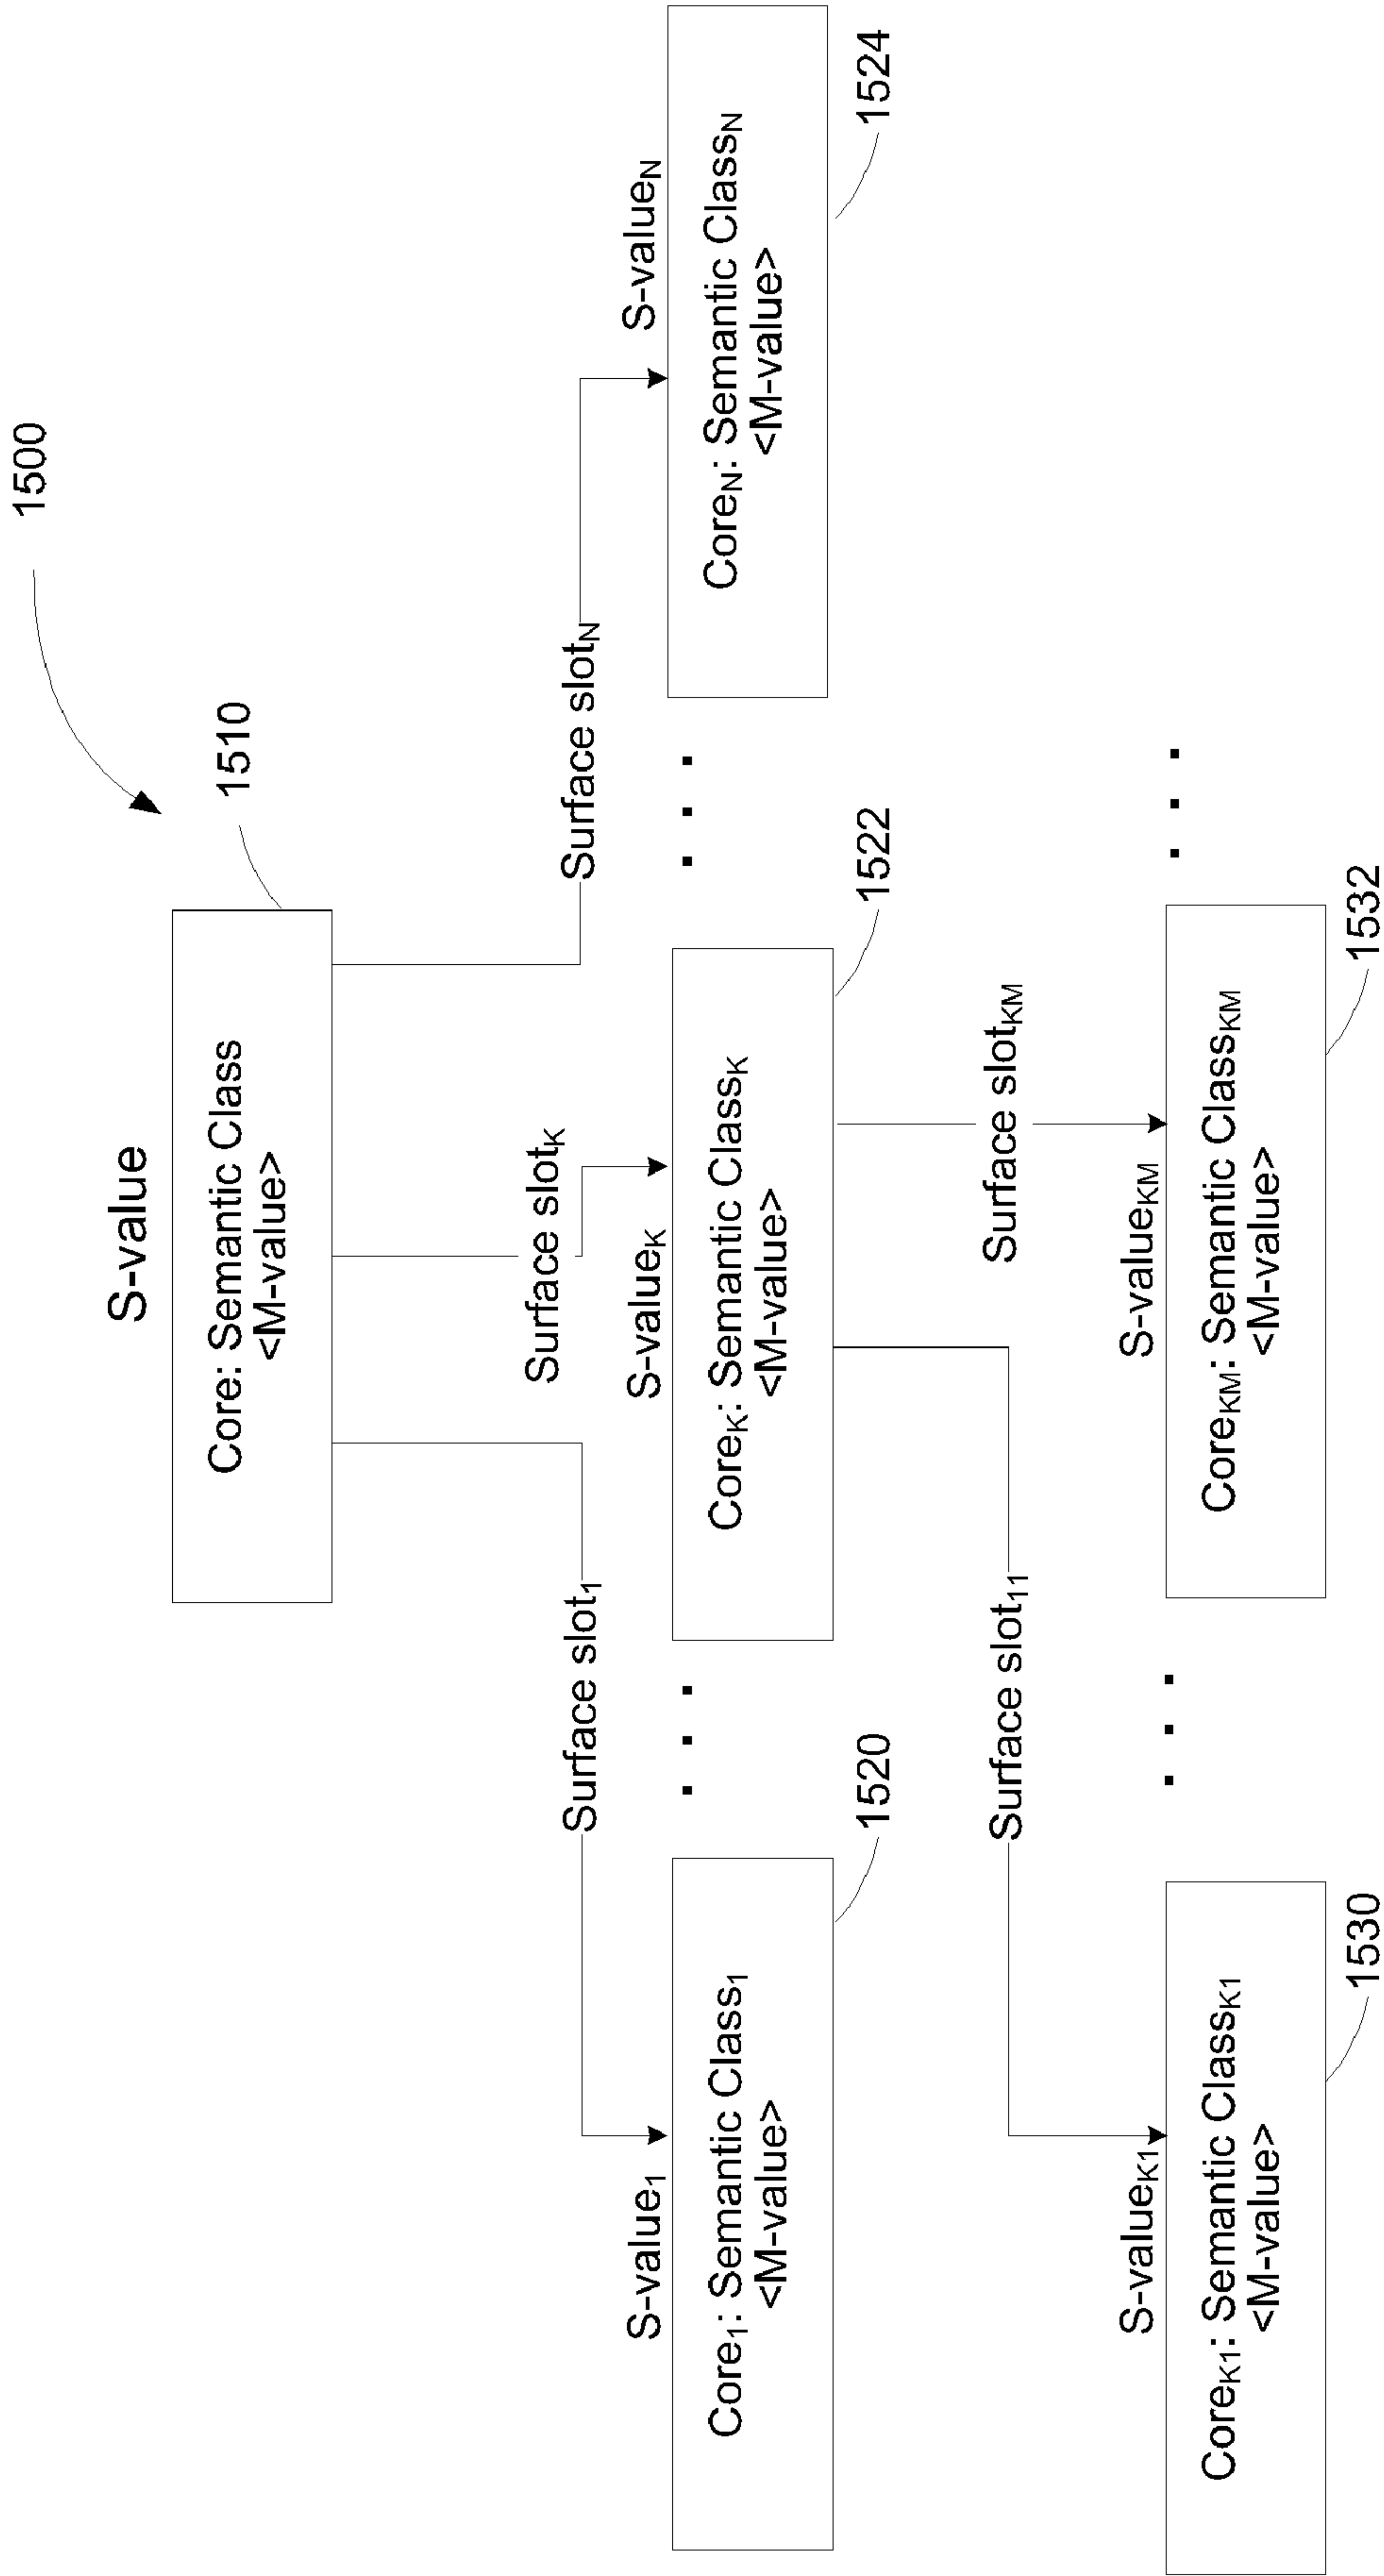 1500
S-value
1510
Core: Semantic Class
<M-value>
Surface slot1
Surface slotK
Surface slotN
S-value1
S-valueK
S-valueN
Core1: Semantic Class1
<M-value>
CoreK: Semantic ClassK
<M-value>
CoreN: Semantic ClassN
<M-value>
. . .
. . .
1520
1522
1524
Surface slot11
Surface slotKM
S-valueK1
S-valueKM
CoreK1: Semantic ClassK1
<M-value>
CoreKM: Semantic ClassKM
<M-value>
. . .
. . .
1530
1532